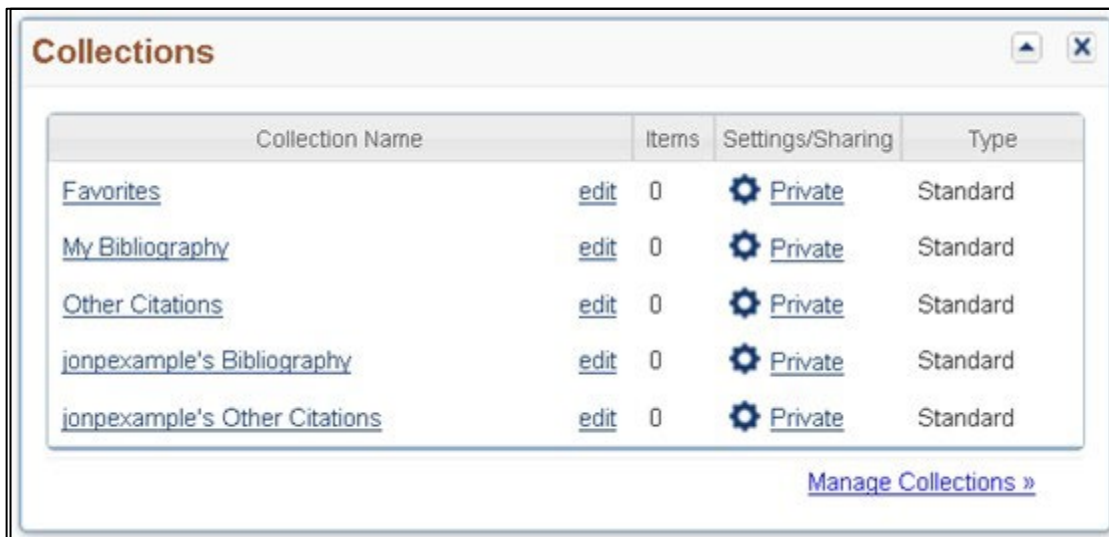 Collections
Collection Name Items Settings/Sharing Type
Favorites edit 0 Private Standard
My Bibliography edit 0 Private Standard
Other Citations edit 0 Private Standard
jonpexample's Bibliography edit 0 Private Standard
jonpexample's Other Citations edit 0 Private Standard
Manage Collections »